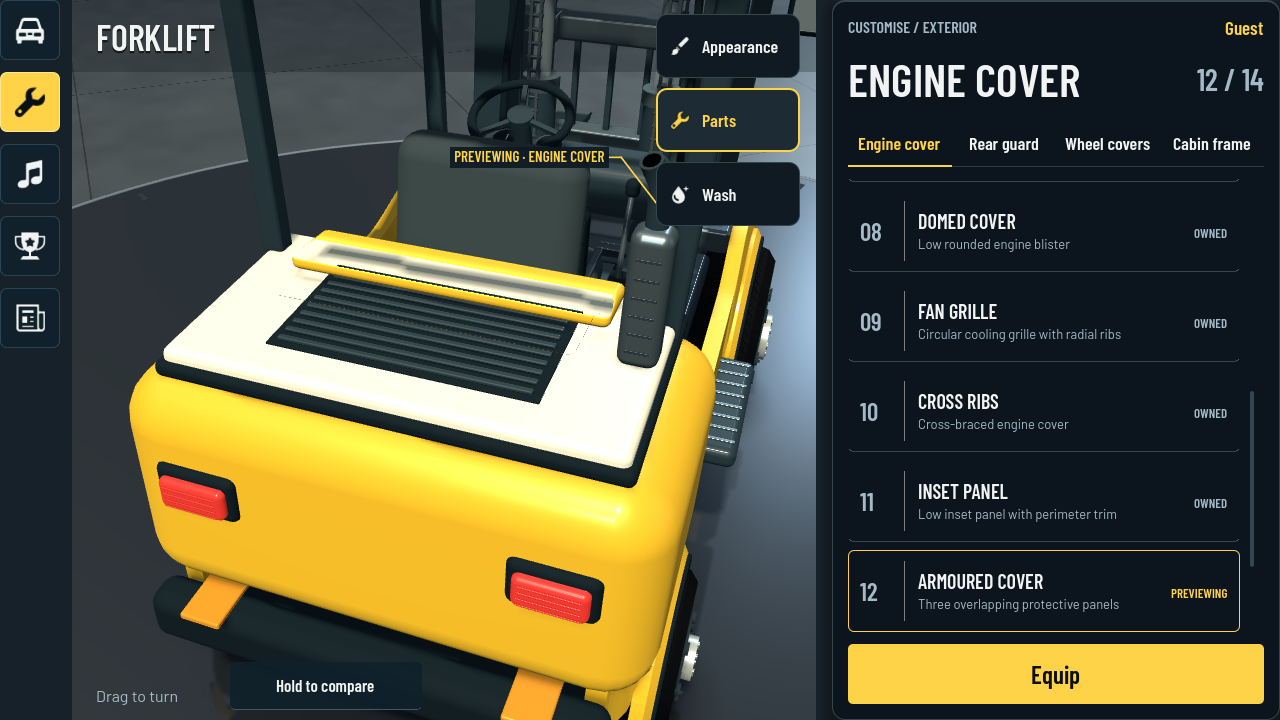 FORKLIFT
Appearance
Parts
Wash
PREVIEWING · ENGINE COVER
Drag to turn
Hold to compare
CUSTOMISE / EXTERIOR
Guest
ENGINE COVER
12 / 14
Engine cover
Rear guard
Wheel covers
Cabin frame
08
DOMED COVER
Low rounded engine blister
OWNED
09
FAN GRILLE
Circular cooling grille with radial ribs
OWNED
10
CROSS RIBS
Cross-braced engine cover
OWNED
11
INSET PANEL
Low inset panel with perimeter trim
OWNED
12
ARMOURED COVER
Three overlapping protective panels
PREVIEWING
Equip